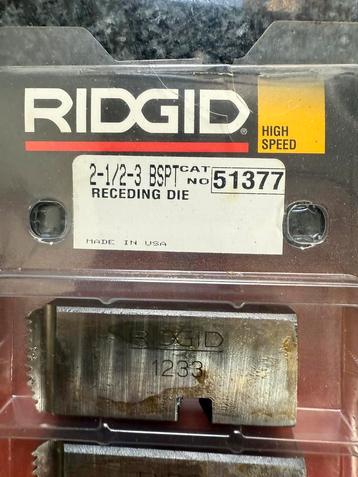 RIDGID®
HIGH
SPEED
2-1/2-3 BSPT CAT NO 51377
RECEDING DIE
MADE IN USA
RIDGID
1233